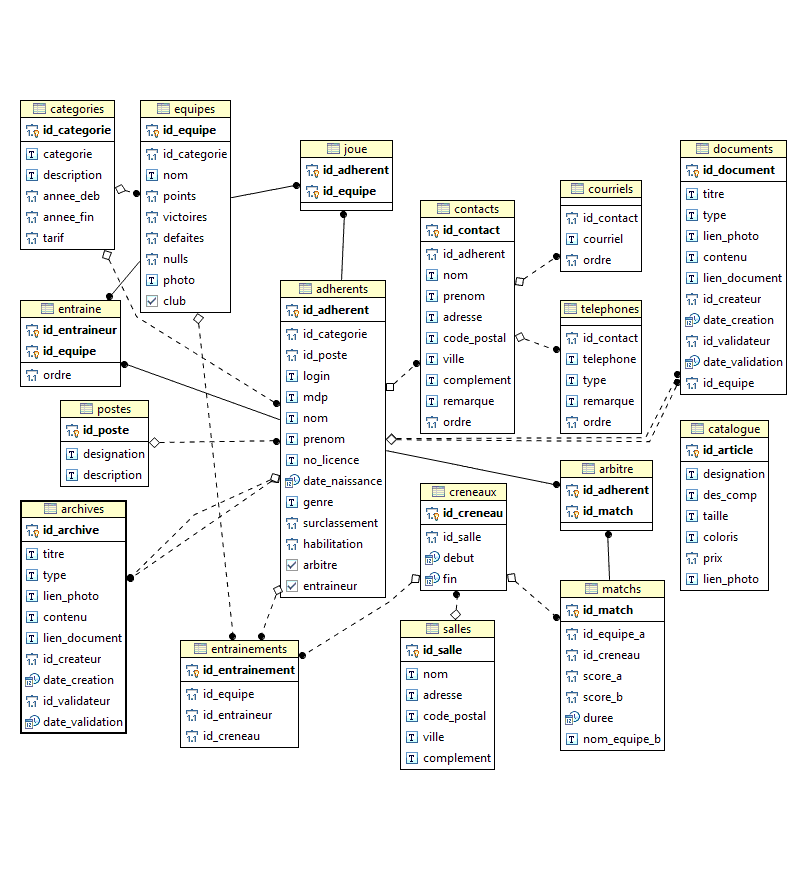 categories
id_categorie
categorie
description
annee_deb
annee_fin
tarif
equipes
id_equipe
id_categorie
nom
points
victoires
defaites
nulls
photo
club
joue
id_adherent
id_equipe
contacts
id_contact
id_adherent
nom
prenom
adresse
code_postal
ville
complement
remarque
ordre
courriels
id_contact
courriel
ordre
documents
id_document
titre
type
lien_photo
contenu
lien_document
id_createur
date_creation
id_validateur
date_validation
id_equipe
entraine
id_entraineur
id_equipe
ordre
adherents
id_adherent
id_categorie
id_poste
login
mdp
nom
prenom
no_licence
date_naissance
genre
surclassement
habilitation
arbitre
entraineur
telephones
id_contact
telephone
type
remarque
ordre
postes
id_poste
designation
description
catalogue
id_article
designation
des_comp
taille
coloris
prix
lien_photo
archives
id_archive
titre
type
lien_photo
contenu
lien_document
id_createur
date_creation
id_validateur
date_validation
creneaux
id_creneau
id_salle
debut
fin
arbitre
id_adherent
id_match
entrainements
id_entrainement
id_equipe
id_entraineur
id_creneau
salles
id_salle
nom
adresse
code_postal
ville
complement
matchs
id_match
id_equipe_a
id_creneau
score_a
score_b
duree
nom_equipe_b